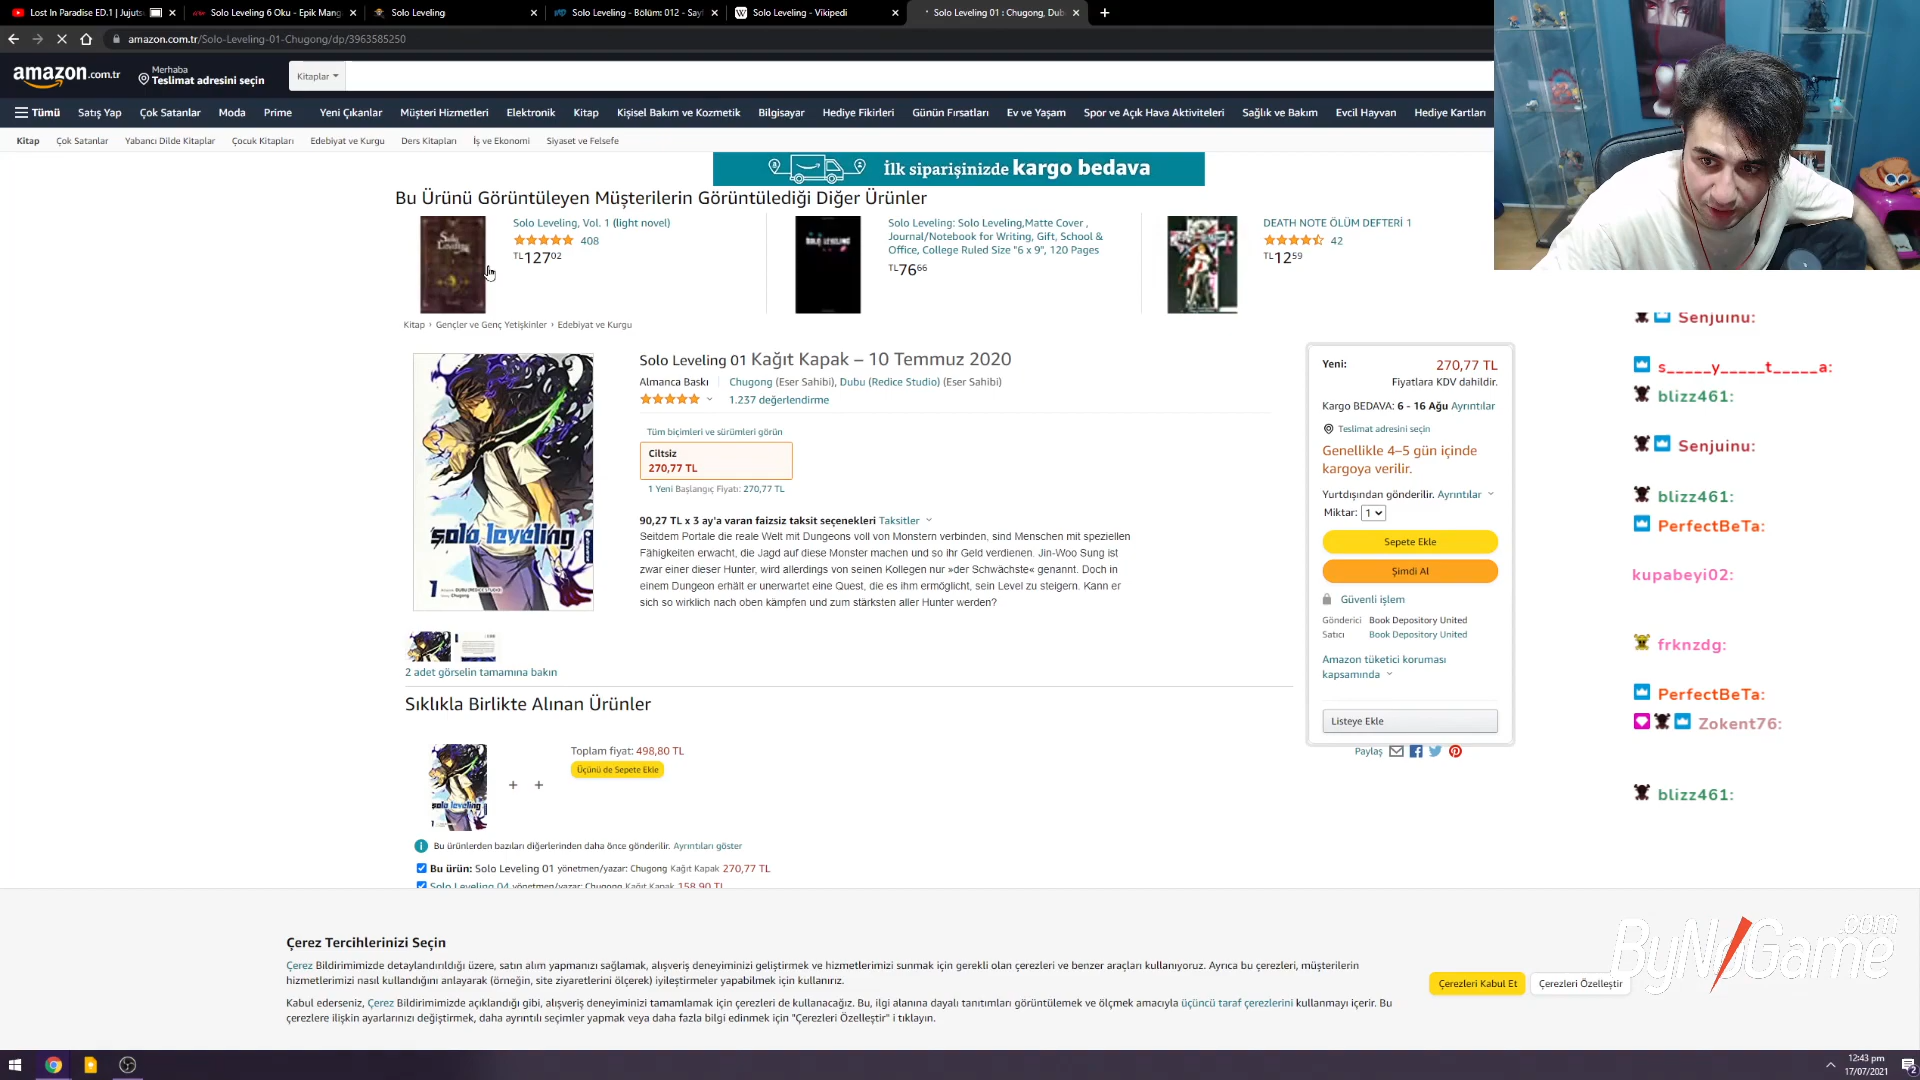 Lost In Paradise ED.1 | Jujuts
Solo Leveling 6 Oku - Epik Mang
Solo Leveling
Solo Leveling - Bölüm: 012 - Say
Solo Leveling - Vikipedi
Solo Leveling 01 : Chugong, Dub
amazon.com.tr/Solo-Leveling-01-Chugong/dp/3963585250
amazon.com.tr
Merhaba
Teslimat adresini seçin
Kitaplar
Tümü Satış Yap Çok Satanlar Moda Prime Yeni Çıkanlar Müşteri Hizmetleri Elektronik Kitap Kişisel Bakım ve Kozmetik Bilgisayar Hediye Fikirleri Günün Fırsatları Ev ve Yaşam Spor ve Açık Hava Aktiviteleri Sağlık ve Bakım Evcil Hayvan Hediye Kartları
Kitap Çok Satanlar Yabancı Dilde Kitaplar Çocuk Kitapları Edebiyat ve Kurgu Ders Kitapları İş ve Ekonomi Siyaset ve Felsefe
İlk siparişinizde kargo bedava
Bu Ürünü Görüntüleyen Müşterilerin Görüntülediği Diğer Ürünler
Solo Leveling
Solo Leveling, Vol. 1 (light novel)
408
TL12702
SOLO LEVELING
Solo Leveling: Solo Leveling,Matte Cover ,
Journal/Notebook for Writing, Gift, School &
Office, College Ruled Size "6 x 9", 120 Pages
TL7666
DEATH NOTE ÖLÜM DEFTERİ 1
42
TL1259
Kitap › Gençler ve Genç Yetişkinler › Edebiyat ve Kurgu
solo leveling
1
Chugong
Solo Leveling 01 Kağıt Kapak – 10 Temmuz 2020
Almanca Baskı Chugong (Eser Sahibi), Dubu (Redice Studio) (Eser Sahibi)
1.237 değerlendirme
Tüm biçimleri ve sürümleri görün
Ciltsiz
270,77 TL
1 Yeni Başlangıç Fiyatı: 270,77 TL
90,27 TL x 3 ay'a varan faizsiz taksit seçenekleri Taksitler
Seitdem Portale die reale Welt mit Dungeons voll von Monstern verbinden, sind Menschen mit speziellen
Fähigkeiten erwacht, die Jagd auf diese Monster machen und so ihr Geld verdienen. Jin-Woo Sung ist
zwar einer dieser Hunter, wird allerdings von seinen Kollegen nur »der Schwächste« genannt. Doch in
einem Dungeon erhält er unerwartet eine Quest, die es ihm ermöglicht, sein Level zu steigern. Kann er
sich so wirklich nach oben kämpfen und zum stärksten aller Hunter werden?
2 adet görselin tamamına bakın
Yeni: 270,77 TL
Fiyatlara KDV dahildir.
Kargo BEDAVA: 6 - 16 Ağu Ayrıntılar
Teslimat adresini seçin
Genellikle 4–5 gün içinde
kargoya verilir.
Yurtdışından gönderilir. Ayrıntılar
Miktar: 1
Sepete Ekle
Şimdi Al
Güvenli işlem
Gönderici Book Depository United
Satıcı Book Depository United
Amazon tüketici koruması
kapsamında
Listeye Ekle
Paylaş
Sıklıkla Birlikte Alınan Ürünler
solo leveling
+ +
Toplam fiyat: 498,80 TL
Üçünü de Sepete Ekle
Bu ürünlerden bazıları diğerlerinden daha önce gönderilir. Ayrıntıları göster
Bu ürün: Solo Leveling 01 yönetmen/yazar: Chugong Kağıt Kapak 270,77 TL
Solo Leveling 04 yönetmen/yazar: Chugong Kağıt Kapak 158,90 TL
Senjuinu:
s_____y_____t_____a:
blizz461:
Senjuinu:
blizz461:
PerfectBeTa:
kupabeyi02:
frknzdg:
PerfectBeTa:
Zokent76:
blizz461:
Çerez Tercihlerinizi Seçin
Çerez Bildirimimizde detaylandırıldığı üzere, satın alım yapmanızı sağlamak, alışveriş deneyiminizi geliştirmek ve hizmetlerimizi sunmak için gerekli olan çerezleri ve benzer araçları kullanıyoruz. Ayrıca bu çerezleri, müşterilerin
hizmetlerimizi nasıl kullandığını anlayarak (örneğin, site ziyaretlerini ölçerek) iyileştirmeler yapabilmek için kullanırız.
Kabul ederseniz, Çerez Bildirimimizde açıklandığı gibi, alışveriş deneyiminizi tamamlamak için çerezleri de kullanacağız. Bu, ilgi alanına dayalı tanıtımları görüntülemek ve ölçmek amacıyla üçüncü taraf çerezlerini kullanmayı içerir. Bu
çerezlere ilişkin ayarlarınızı değiştirmek, daha ayrıntılı seçimler yapmak veya daha fazla bilgi edinmek için "Çerezleri Özelleştir" i tıklayın.
Çerezleri Kabul Et
Çerezleri Özelleştir
ByNoGame.com
12:43 pm
17/07/2021
2